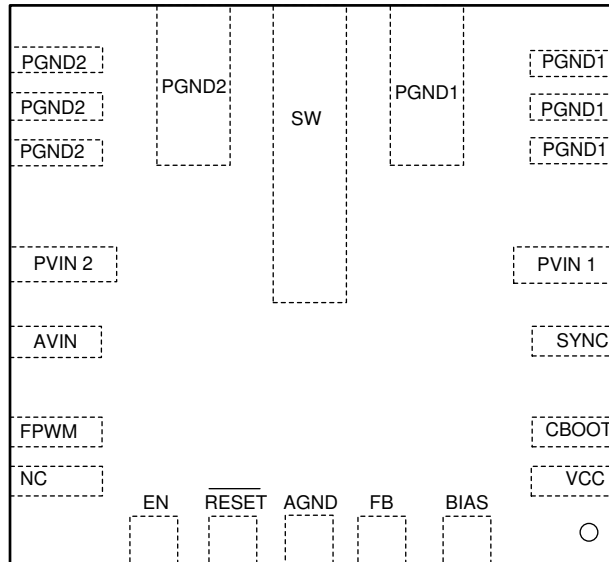 PGND2
PGND2
SW
PGND1
PGND1
PGND2
PGND1
PGND2
PGND1
PVIN 2
PVIN 1
AVIN
SYNC
FPWM
CBOOT
NC
VCC
EN
RESET
AGND
FB
BIAS